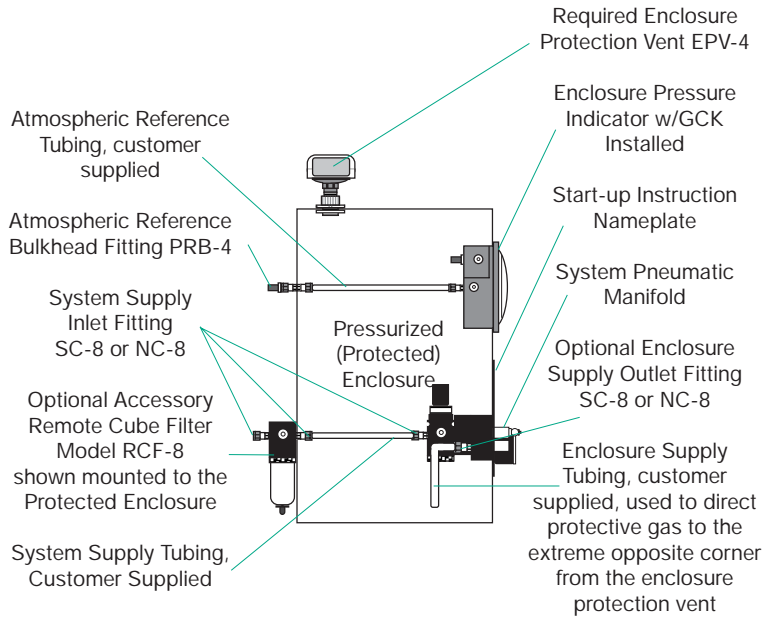 Required Enclosure
Protection Vent EPV-4
Enclosure Pressure
Indicator w/GCK
Installed
Atmospheric Reference
Tubing, customer
supplied
Start-up Instruction
Nameplate
Atmospheric Reference
Bulkhead Fitting PRB-4
System Pneumatic
Manifold
System Supply
Inlet Fitting
SC-8 or NC-8
Pressurized
(Protected)
Enclosure
Optional Enclosure
Supply Outlet Fitting
SC-8 or NC-8
Optional Accessory
Remote Cube Filter
Model RCF-8
shown mounted to the
Protected Enclosure
Enclosure Supply
Tubing, customer
supplied, used to direct
protective gas to the
extreme opposite corner
from the enclosure
protection vent
System Supply Tubing,
Customer Supplied